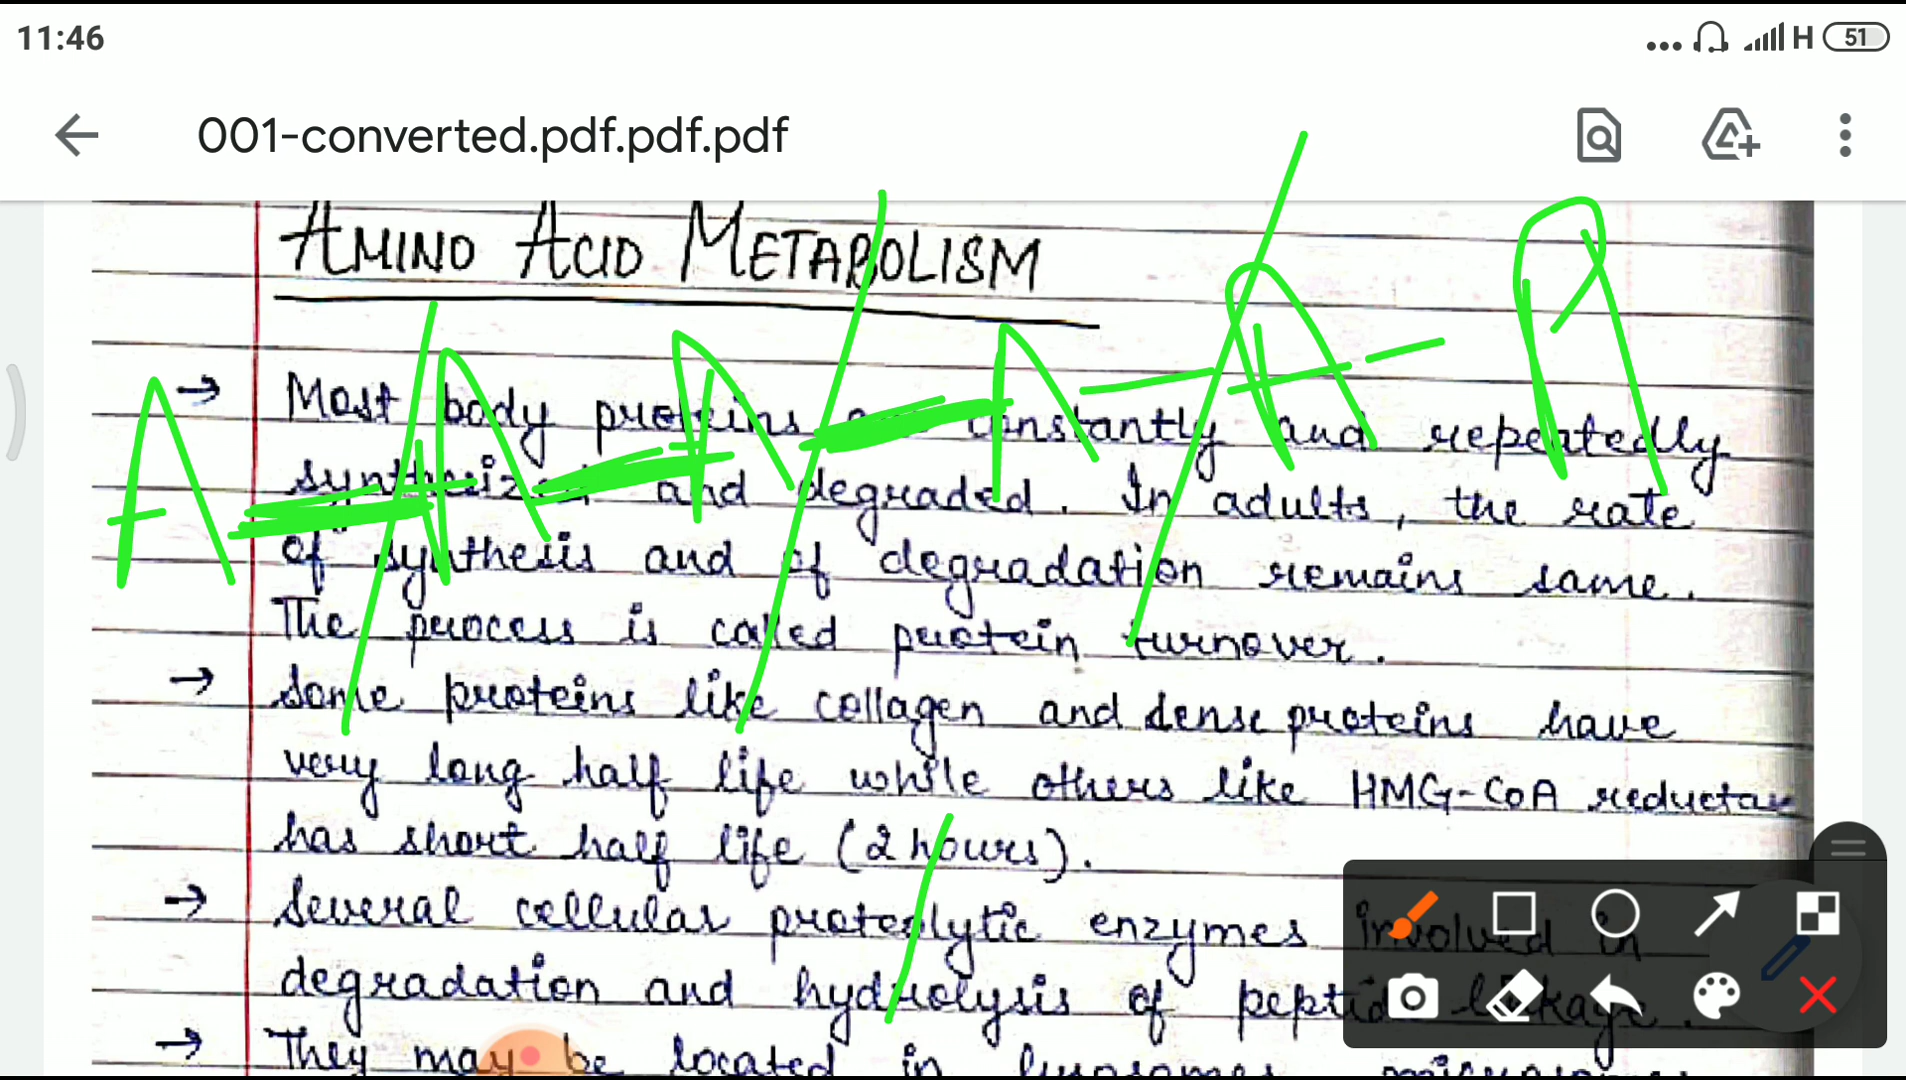 11:46
H 51
001-converted.pdf.pdf.pdf
AMINO ACID METABOLISM
→ Most body proteins constantly and repeatedly
synthesized and degraded. In adults, the rate
of synthesis and of degradation remains same.
The process is called protein turnover.
→ Some proteins like collagen and dense proteins have
very long half life while others like HMG-CoA reductase
has short half life (2 hours).
→ Several cellular proteolytic enzymes involved in
degradation and hydrolysis of peptide
→ They may be located in lysosomes
A A A A A A